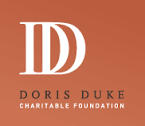 DD
DORIS DUKE
CHARITABLE FOUNDATION